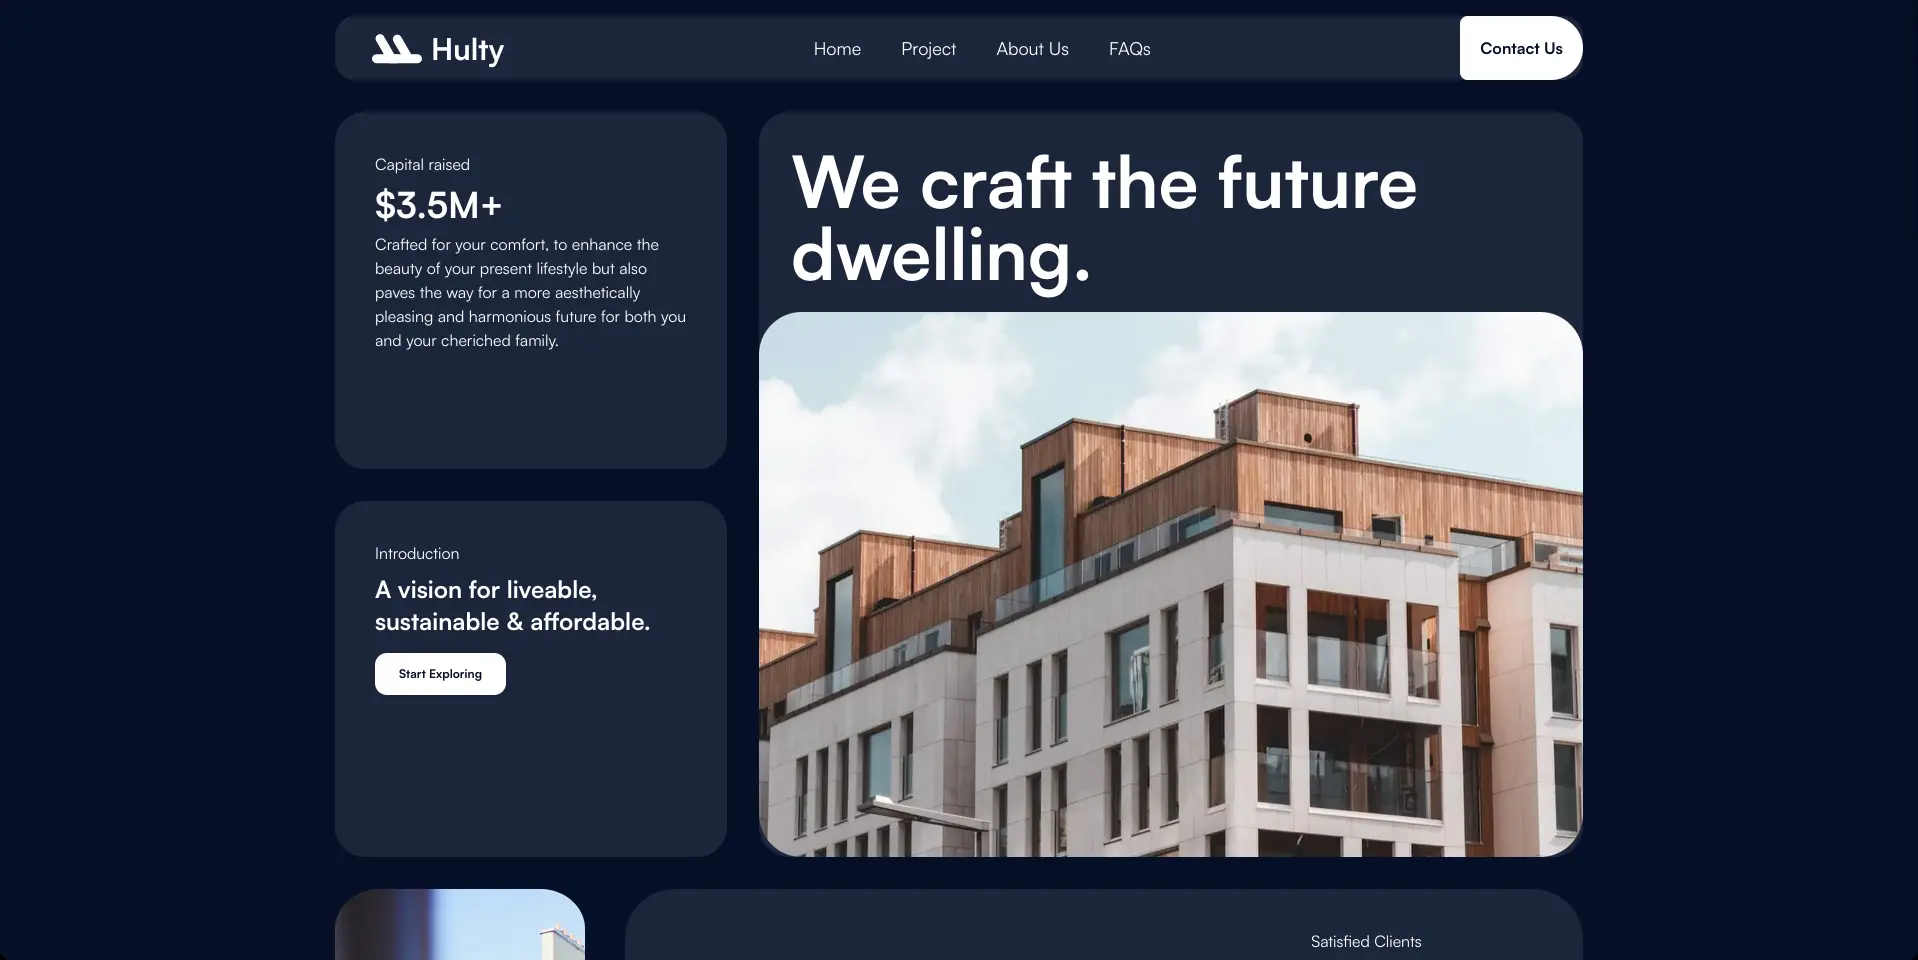 Hulty
Home
Project
About Us
FAQs
Contact Us
Capital raised
$3.5M+
Crafted for your comfort, to enhance the
beauty of your present lifestyle but also
paves the way for a more aesthetically
pleasing and harmonious future for both you
and your cheriched family.
We craft the future
dwelling.
Introduction
A vision for liveable,
sustainable & affordable.
Start Exploring
Satisfied Clients